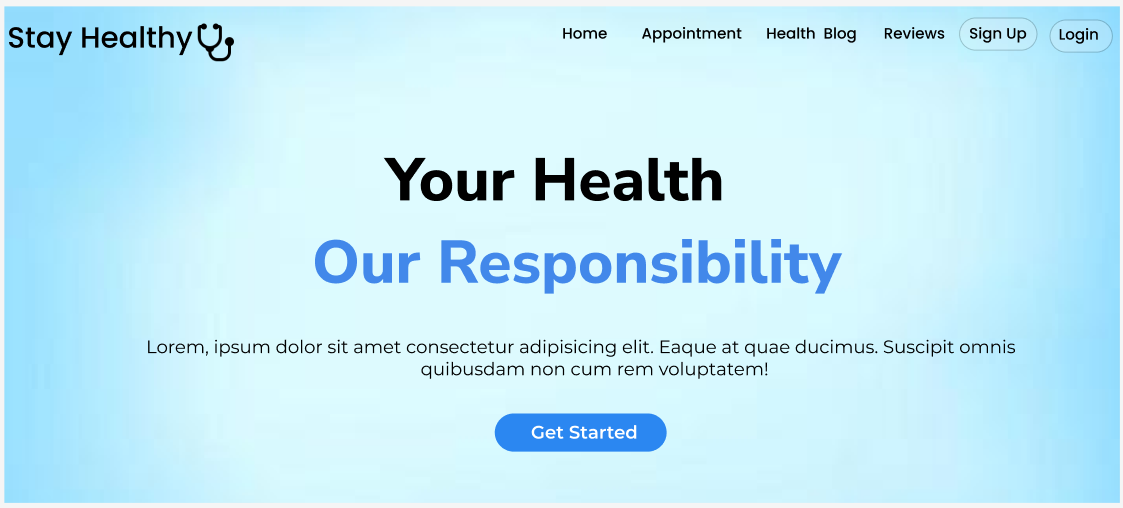 Stay Healthy
Home Appointment Health Blog Reviews Sign Up Login
Your Health
Our Responsibility
Lorem, ipsum dolor sit amet consectetur adipisicing elit. Eaque at quae ducimus. Suscipit omnis
quibusdam non cum rem voluptatem!
Get Started